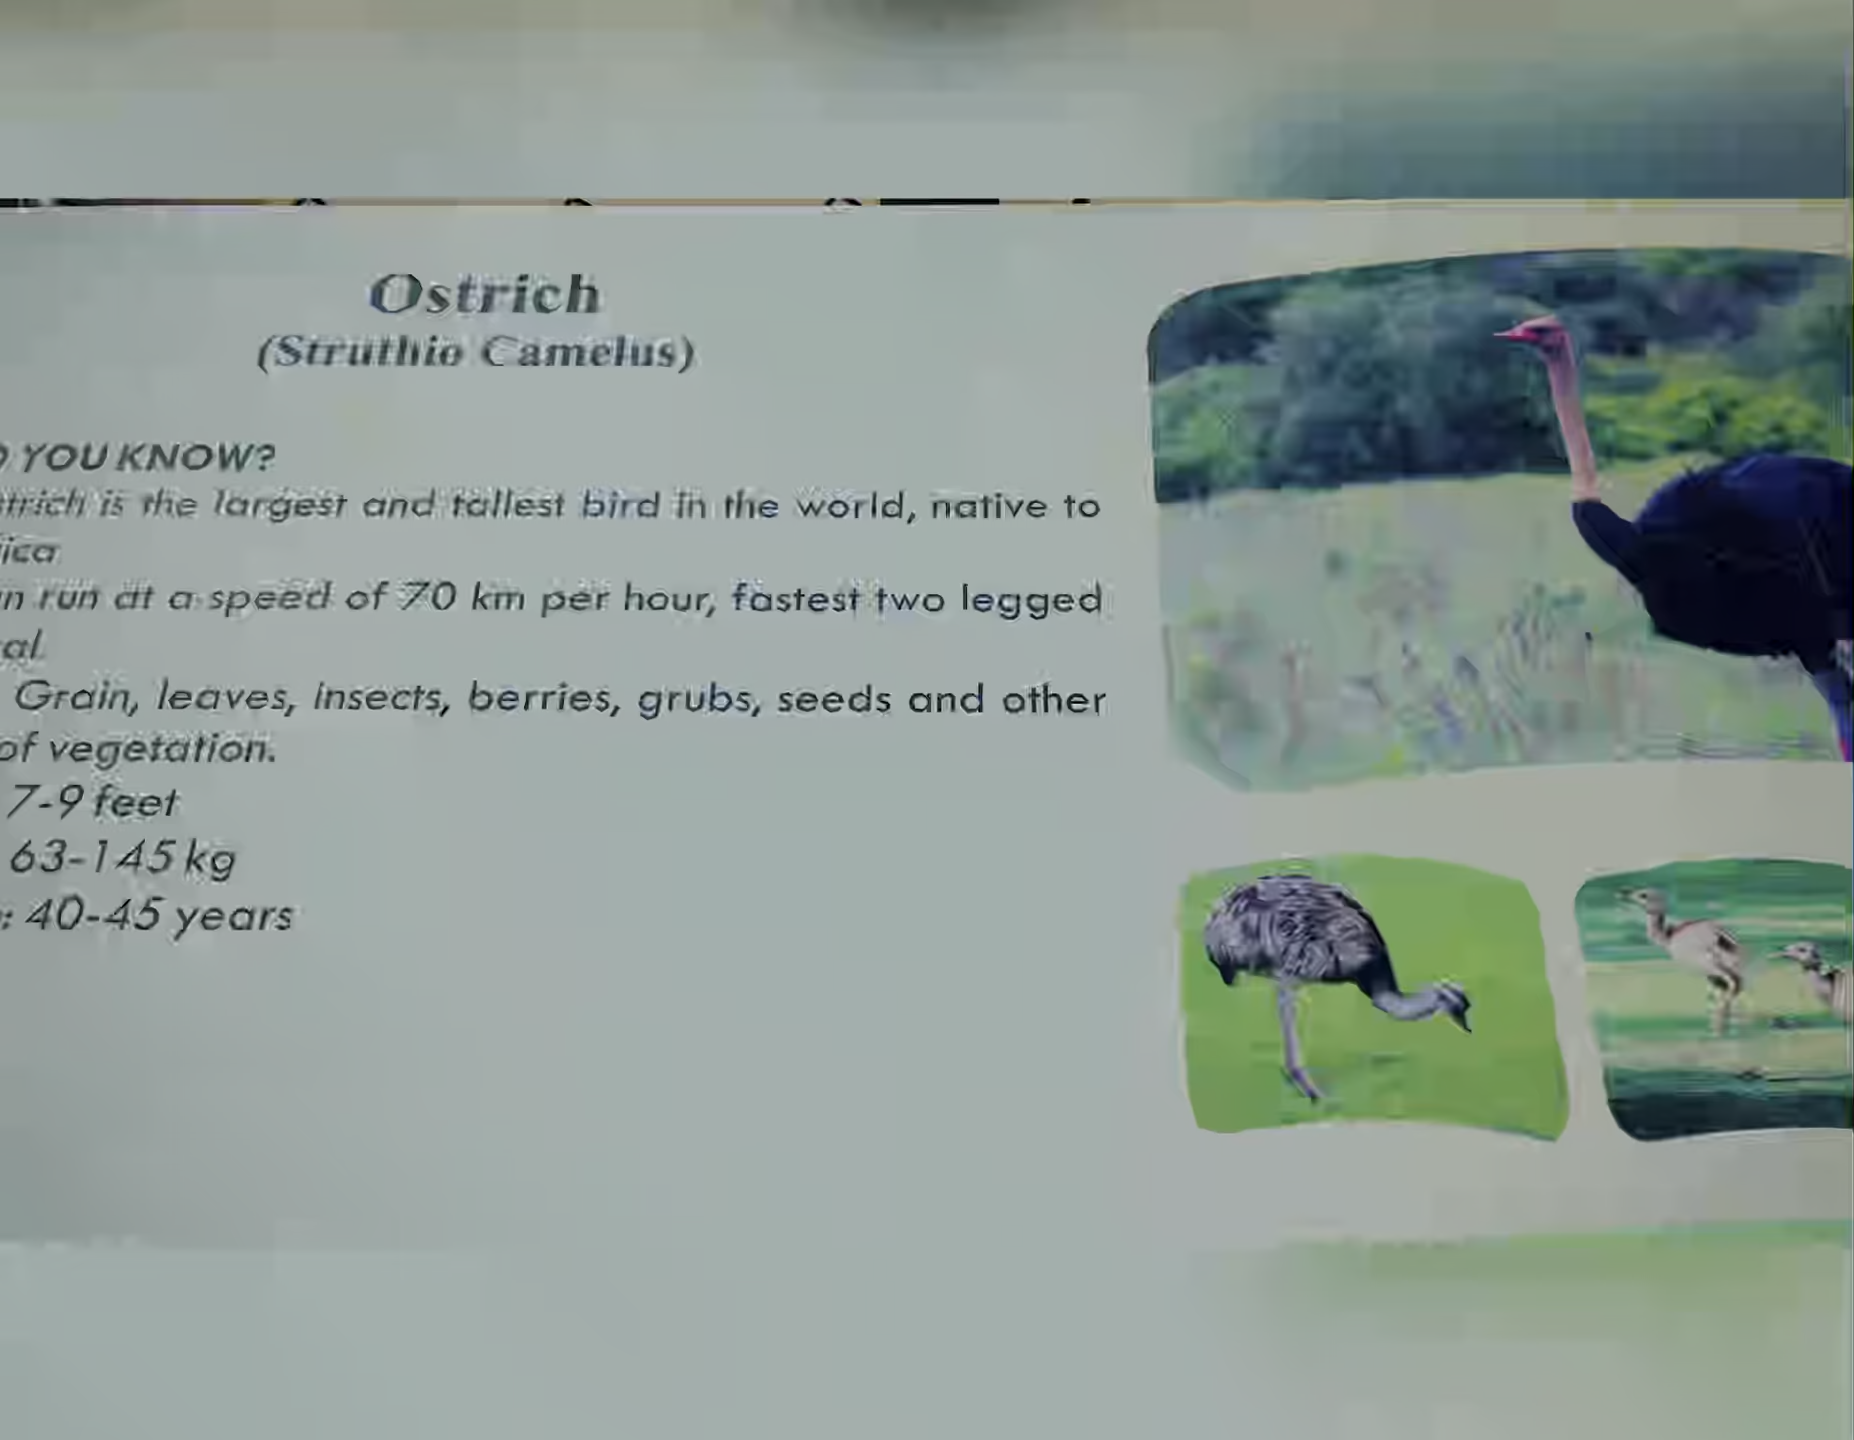 Ostrich
(Struthio Camelus)
YOU KNOW?
is the largest and tallest bird in the world, native to
run at a speed of 70 km per hour, fastest two legged
Grain, leaves, insects, berries, grubs, seeds and other
of vegetation.
7-9 feet
63-145 kg
: 40-45 years